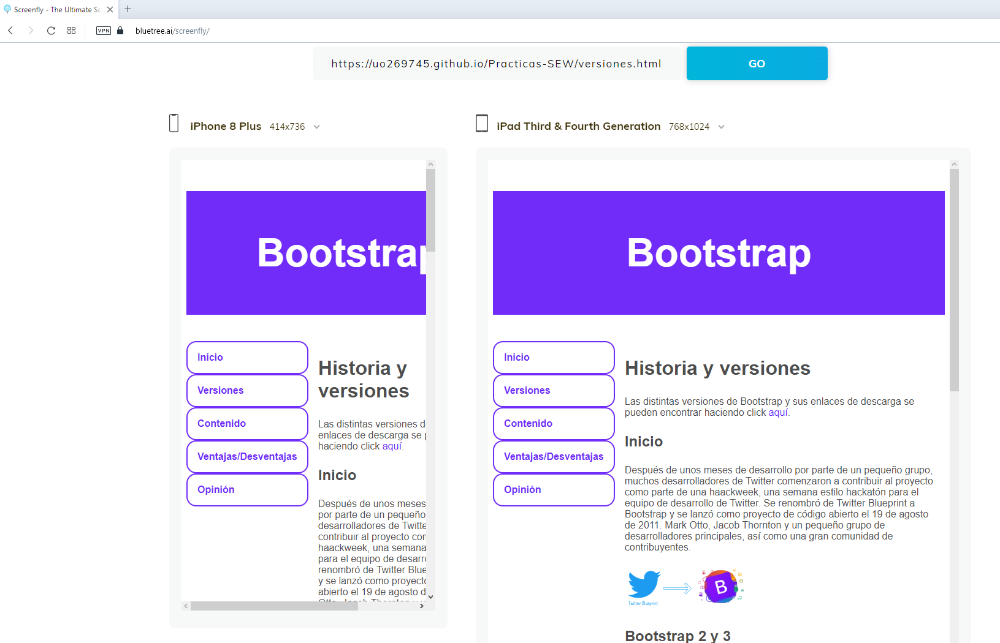 Screenfly - The Ultimate Sc
VPN
bluetree.ai/screenfly/
https://uo269745.github.io/Practicas-SEW/versiones.html
GO
iPhone 8 Plus 414x736
iPad Third & Fourth Generation 768x1024
Bootstrap
Inicio
Versiones
Contenido
Ventajas/Desventajas
Opinión
Historia y
versiones
Las distintas versiones d
enlaces de descarga se p
haciendo click aquí.
Inicio
Después de unos meses
por parte de un pequeño
desarrolladores de Twitte
contribuir al proyecto con
haackweek, una semana
para el equipo de desarro
renombró de Twitter Blue
y se lanzó como proyecto
abierto el 19 de agosto d
Otto, Jacob Thornton y u
Bootstrap
Inicio
Versiones
Contenido
Ventajas/Desventajas
Opinión
Historia y versiones
Las distintas versiones de Bootstrap y sus enlaces de descarga se
pueden encontrar haciendo click aquí.
Inicio
Después de unos meses de desarrollo por parte de un pequeño grupo,
muchos desarrolladores de Twitter comenzaron a contribuir al proyecto
como parte de una haackweek, una semana estilo hackatón para el
equipo de desarrollo de Twitter. Se renombró de Twitter Blueprint a
Bootstrap y se lanzó como proyecto de código abierto el 19 de agosto
de 2011. Mark Otto, Jacob Thornton y un pequeño grupo de
desarrolladores principales, así como una gran comunidad de
contribuyentes.
B
Twitter Blueprint
Bootstrap 2 y 3